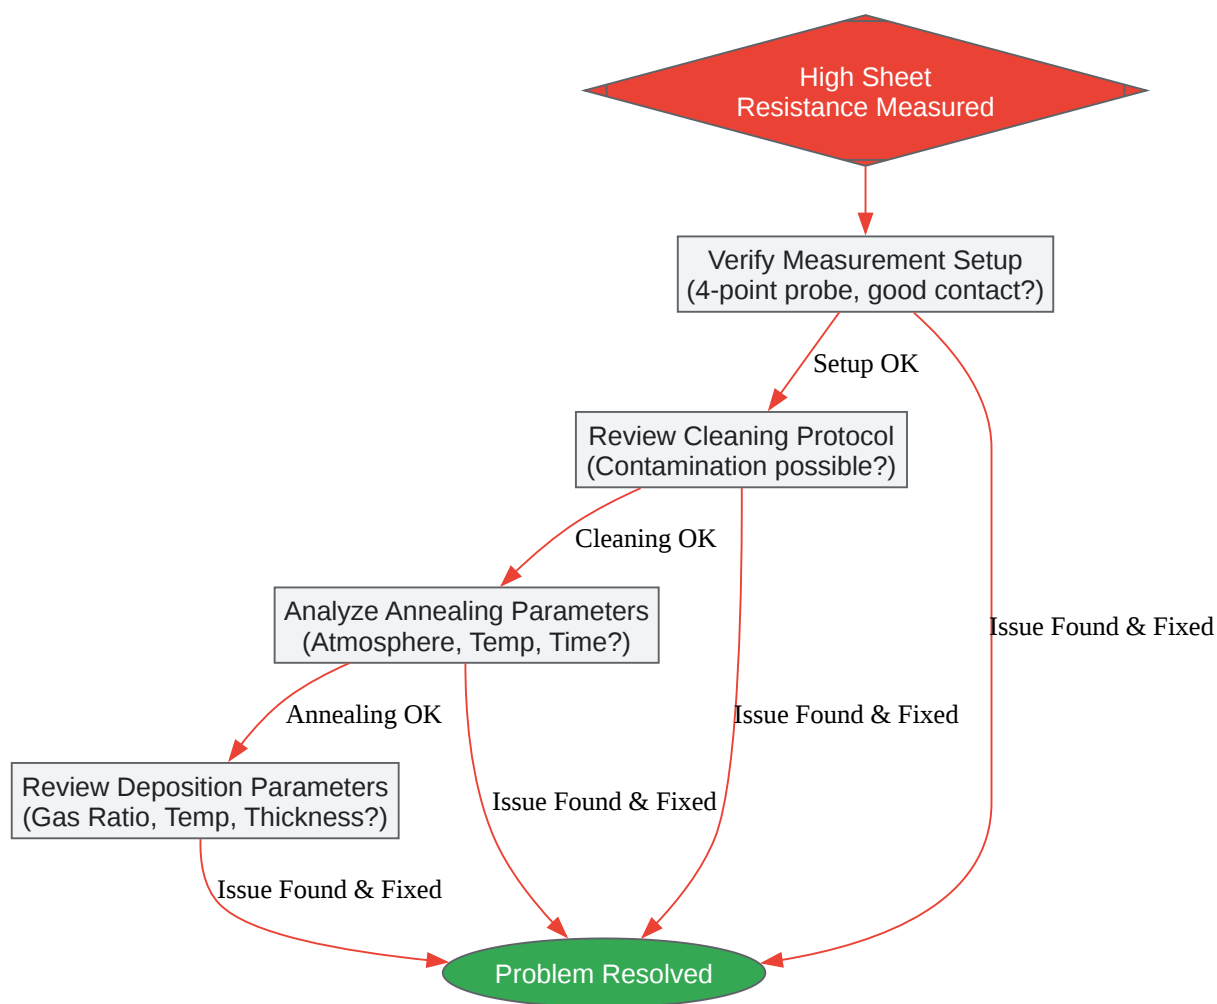 High Sheet
Resistance Measured
Verify Measurement Setup
(4-point probe, good contact?)
Setup OK
Review Cleaning Protocol
(Contamination possible?)
Cleaning OK
Analyze Annealing Parameters
(Atmosphere, Temp, Time?)
Issue Found & Fixed
Annealing OK
Issue Found & Fixed
Review Deposition Parameters
(Gas Ratio, Temp, Thickness?)
Issue Found & Fixed
Issue Found & Fixed
Problem Resolved